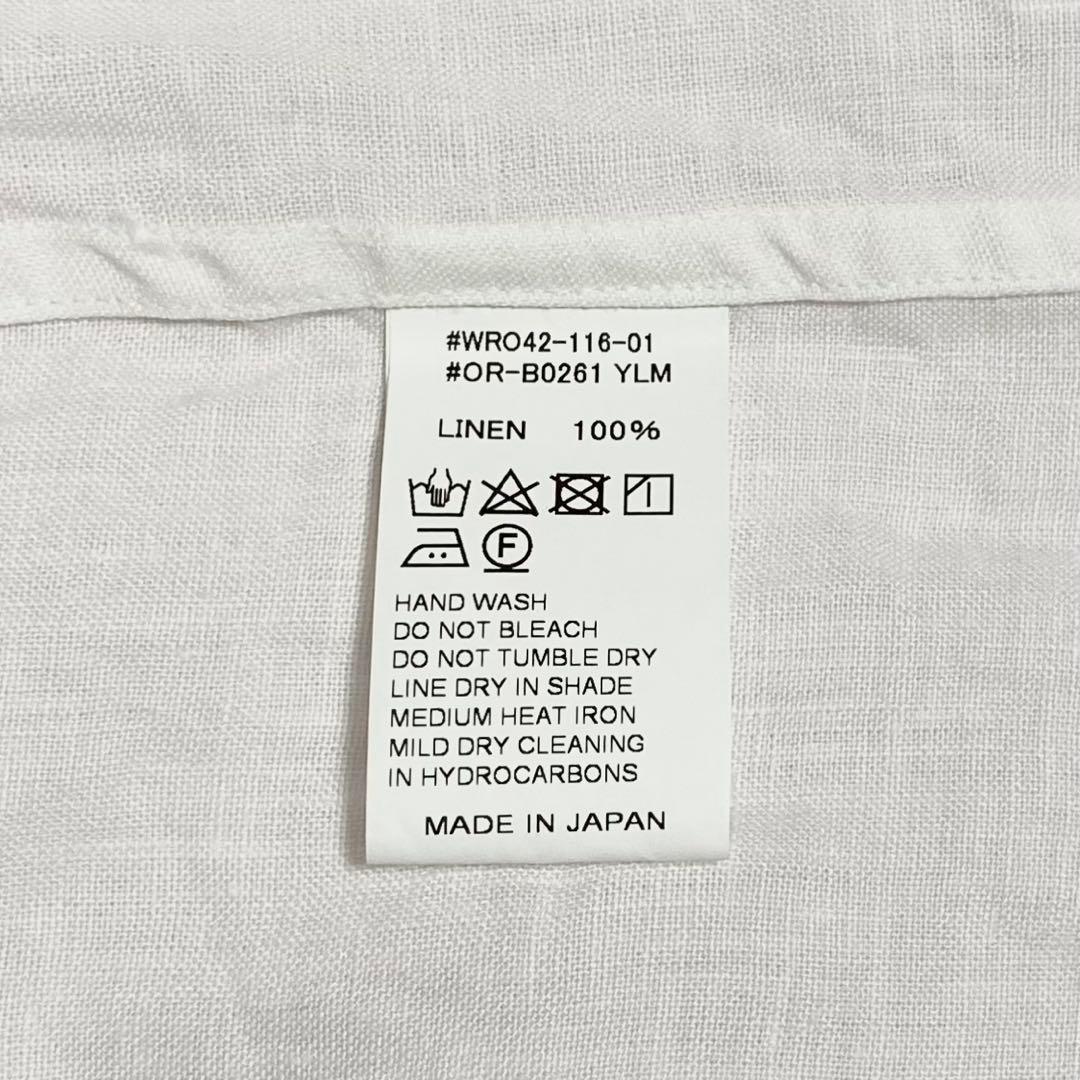 #WRO42-116-01
#OR-B0261 YLM
LINEN 100%
F
HAND WASH
DO NOT BLEACH
DO NOT TUMBLE DRY
LINE DRY IN SHADE
MEDIUM HEAT IRON
MILD DRY CLEANING
IN HYDROCARBONS
MADE IN JAPAN